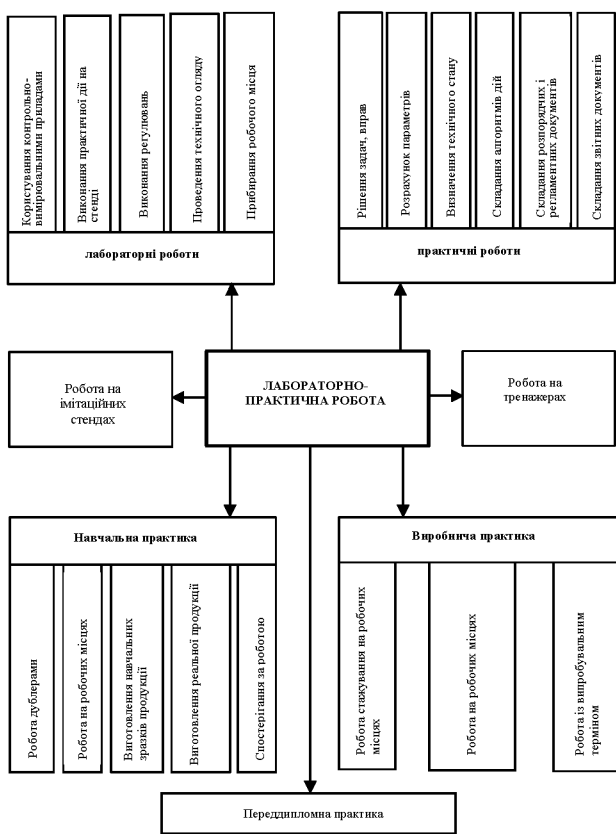 Користування контрольно-
вимірювальними приладами
Виконання практичної дії на
стенді
Виконання регулювань
Проведення технічного огляду
Прибирання робочого місця
лабораторні роботи
Рішення задач, вправ
Розрахунок параметрів
Визначення технічного стану
Складання алгоритмів дій
Складання розпорядчих і
регламентних документів
Складання звітних документів
практичні роботи
Робота на
імітаційних
стендах
ЛАБОРАТОРНО-
ПРАКТИЧНА РОБОТА
Робота на
тренажерах
Навчальна практика
Робота дублерами
Робота на робочих місцях
Виготовлення навчальних
зразків продукції
Виготовлення реальної продукції
Спостерігання за роботою
Виробнича практика
Робота стажування на робочих
місцях
Робота на робочих місцях
Робота із випробувальним
терміном
Переддипломна практика